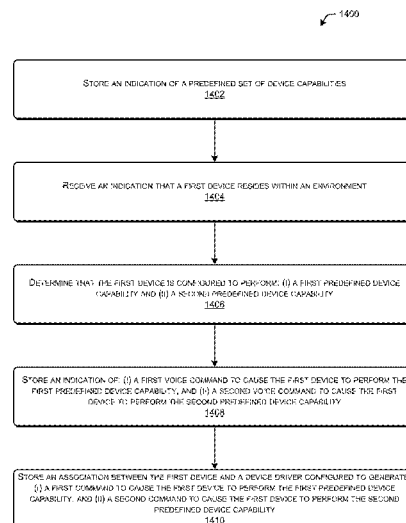 1400
STORE AN INDICATION OF A PREDEFINED SET OF DEVICE CAPABILITIES
1402
RECEIVE AN INDICATION THAT A FIRST DEVICE RESIDES WITHIN AN ENVIRONMENT
1404
DETERMINE THAT THE FIRST DEVICE IS CONFIGURED TO PERFORM: (I) A FIRST PREDEFINED DEVICE
CAPABILITY AND (II) A SECOND PREDEFINED DEVICE CAPABILITY
1406
STORE AN INDICATION OF: (I) A FIRST VOICE COMMAND TO CAUSE THE FIRST DEVICE TO PERFORM THE
FIRST PREDEFINED DEVICE CAPABILITY, AND (II) A SECOND VOICE COMMAND TO CAUSE THE FIRST
DEVICE TO PERFORM THE SECOND PREDEFINED DEVICE CAPABILITY
1408
STORE AN ASSOCIATION BETWEEN THE FIRST DEVICE AND A DEVICE DRIVER CONFIGURED TO GENERATE
(I) A FIRST COMMAND TO CAUSE THE FIRST DEVICE TO PERFORM THE FIRST PREDEFINED DEVICE
CAPABILITY, AND (II) A SECOND COMMAND TO CAUSE THE FIRST DEVICE TO PERFORM THE SECOND
PREDEFINED DEVICE CAPABILITY
1410